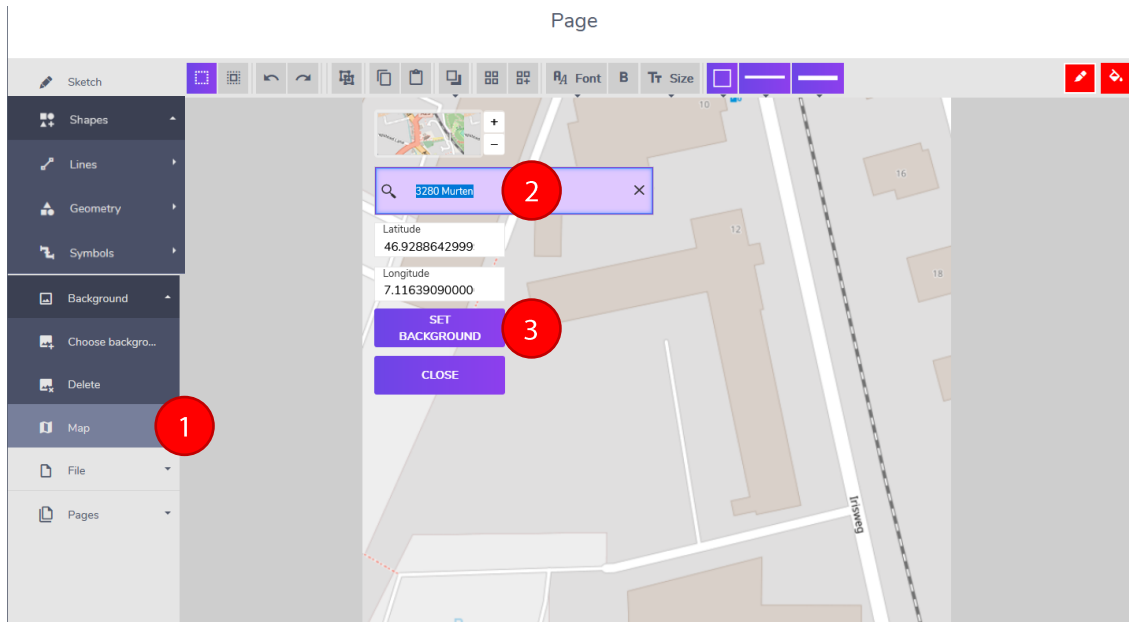 Page
Sketch
Font B Tt Size
Shapes
Lines
Geometry
Symbols
Background
Choose backgro...
Delete
Map
File
Pages
1
+
−
3280 Murten
2
Latitude
46.9288642999
Longitude
7.11639090000
SET
BACKGROUND
3
CLOSE
10
16
12
18
Irisweg